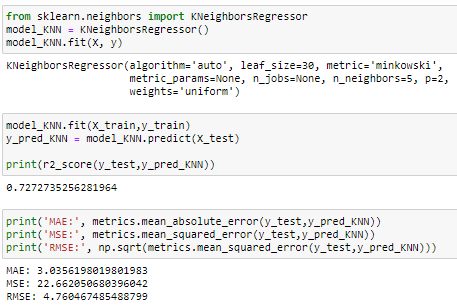 from sklearn.neighbors import KNeighborsRegressor
model_KNN = KNeighborsRegressor()
model_KNN.fit(X, y)
KNeighborsRegressor(algorithm='auto', leaf_size=30, metric='minkowski',
metric_params=None, n_jobs=None, n_neighbors=5, p=2,
weights='uniform')
model_KNN.fit(X_train,y_train)
y_pred_KNN = model_KNN.predict(X_test)
print(r2_score(y_test,y_pred_KNN))
0.7272735256281964
print('MAE:', metrics.mean_absolute_error(y_test,y_pred_KNN))
print('MSE:', metrics.mean_squared_error(y_test,y_pred_KNN))
print('RMSE:', np.sqrt(metrics.mean_squared_error(y_test,y_pred_KNN)))
MAE: 3.0356198019801983
MSE: 22.662050680396042
RMSE: 4.760467485488799